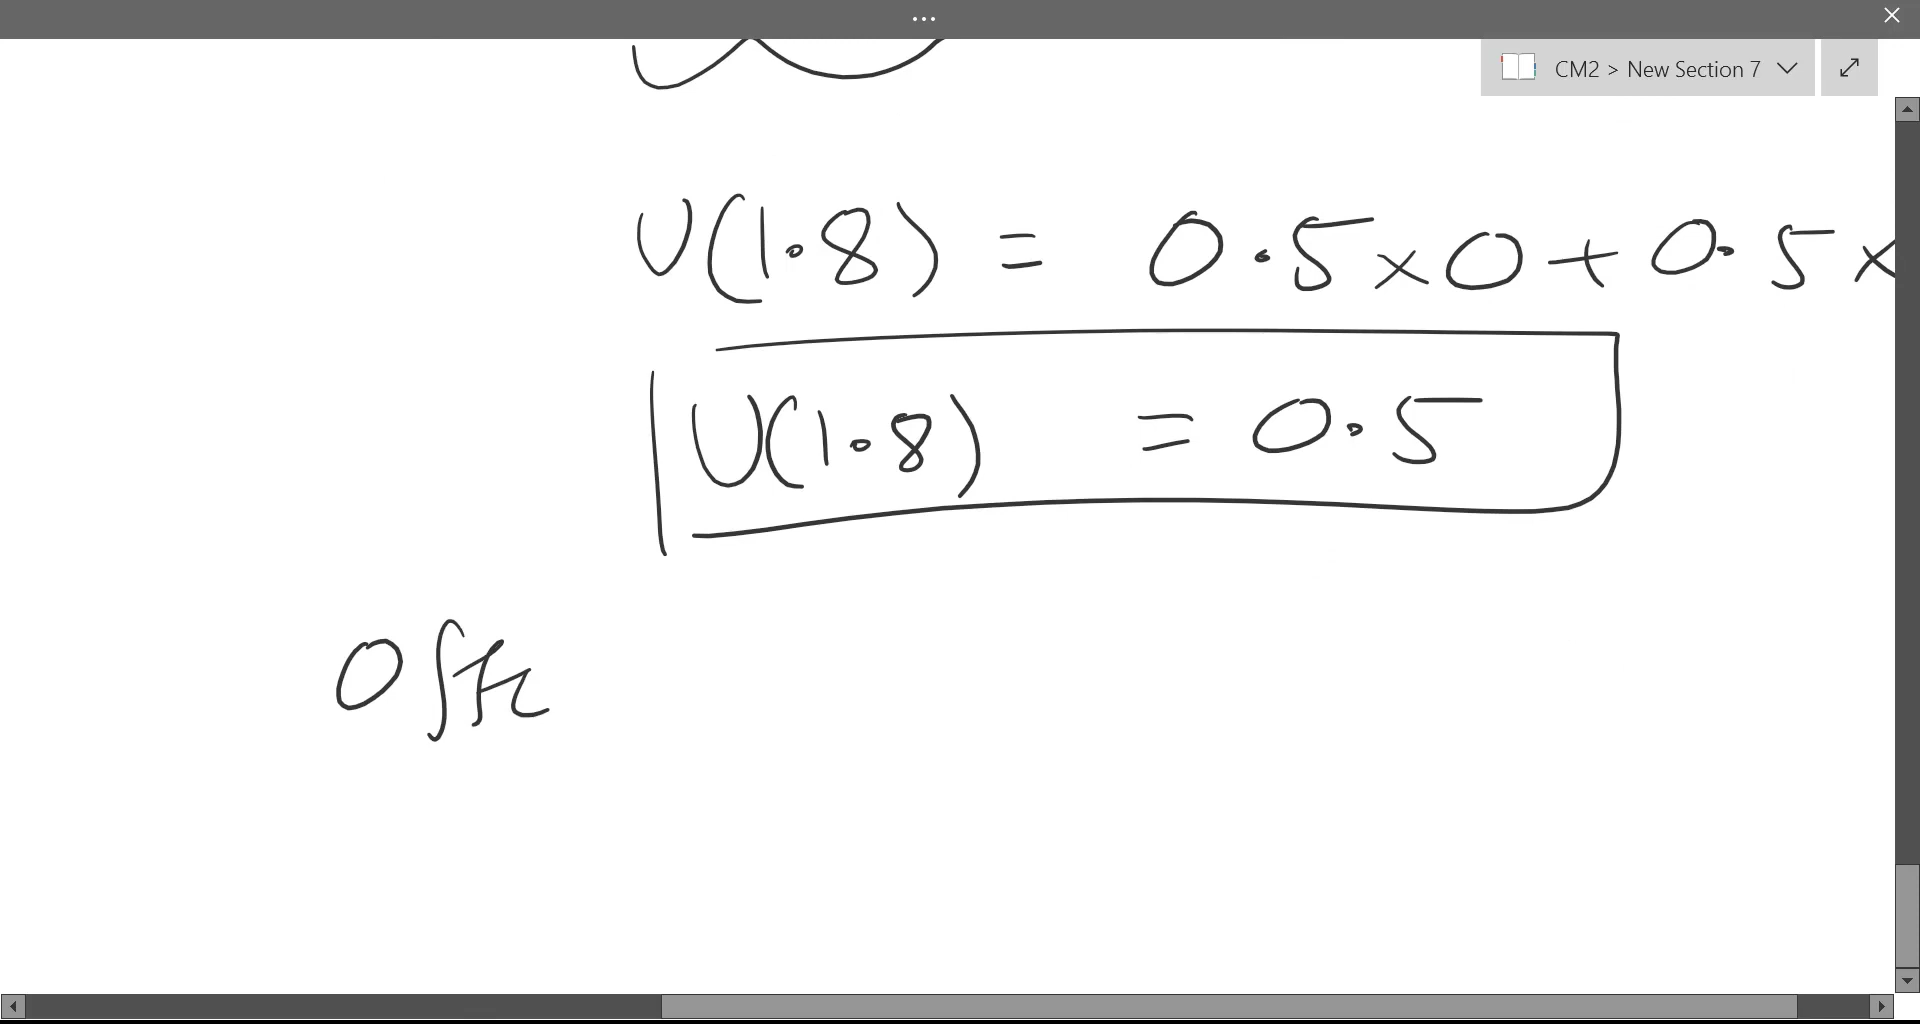 CM2 > New Section 7
U(1.8) = 0.5×0+0.5×
U(1.8) = 0.5